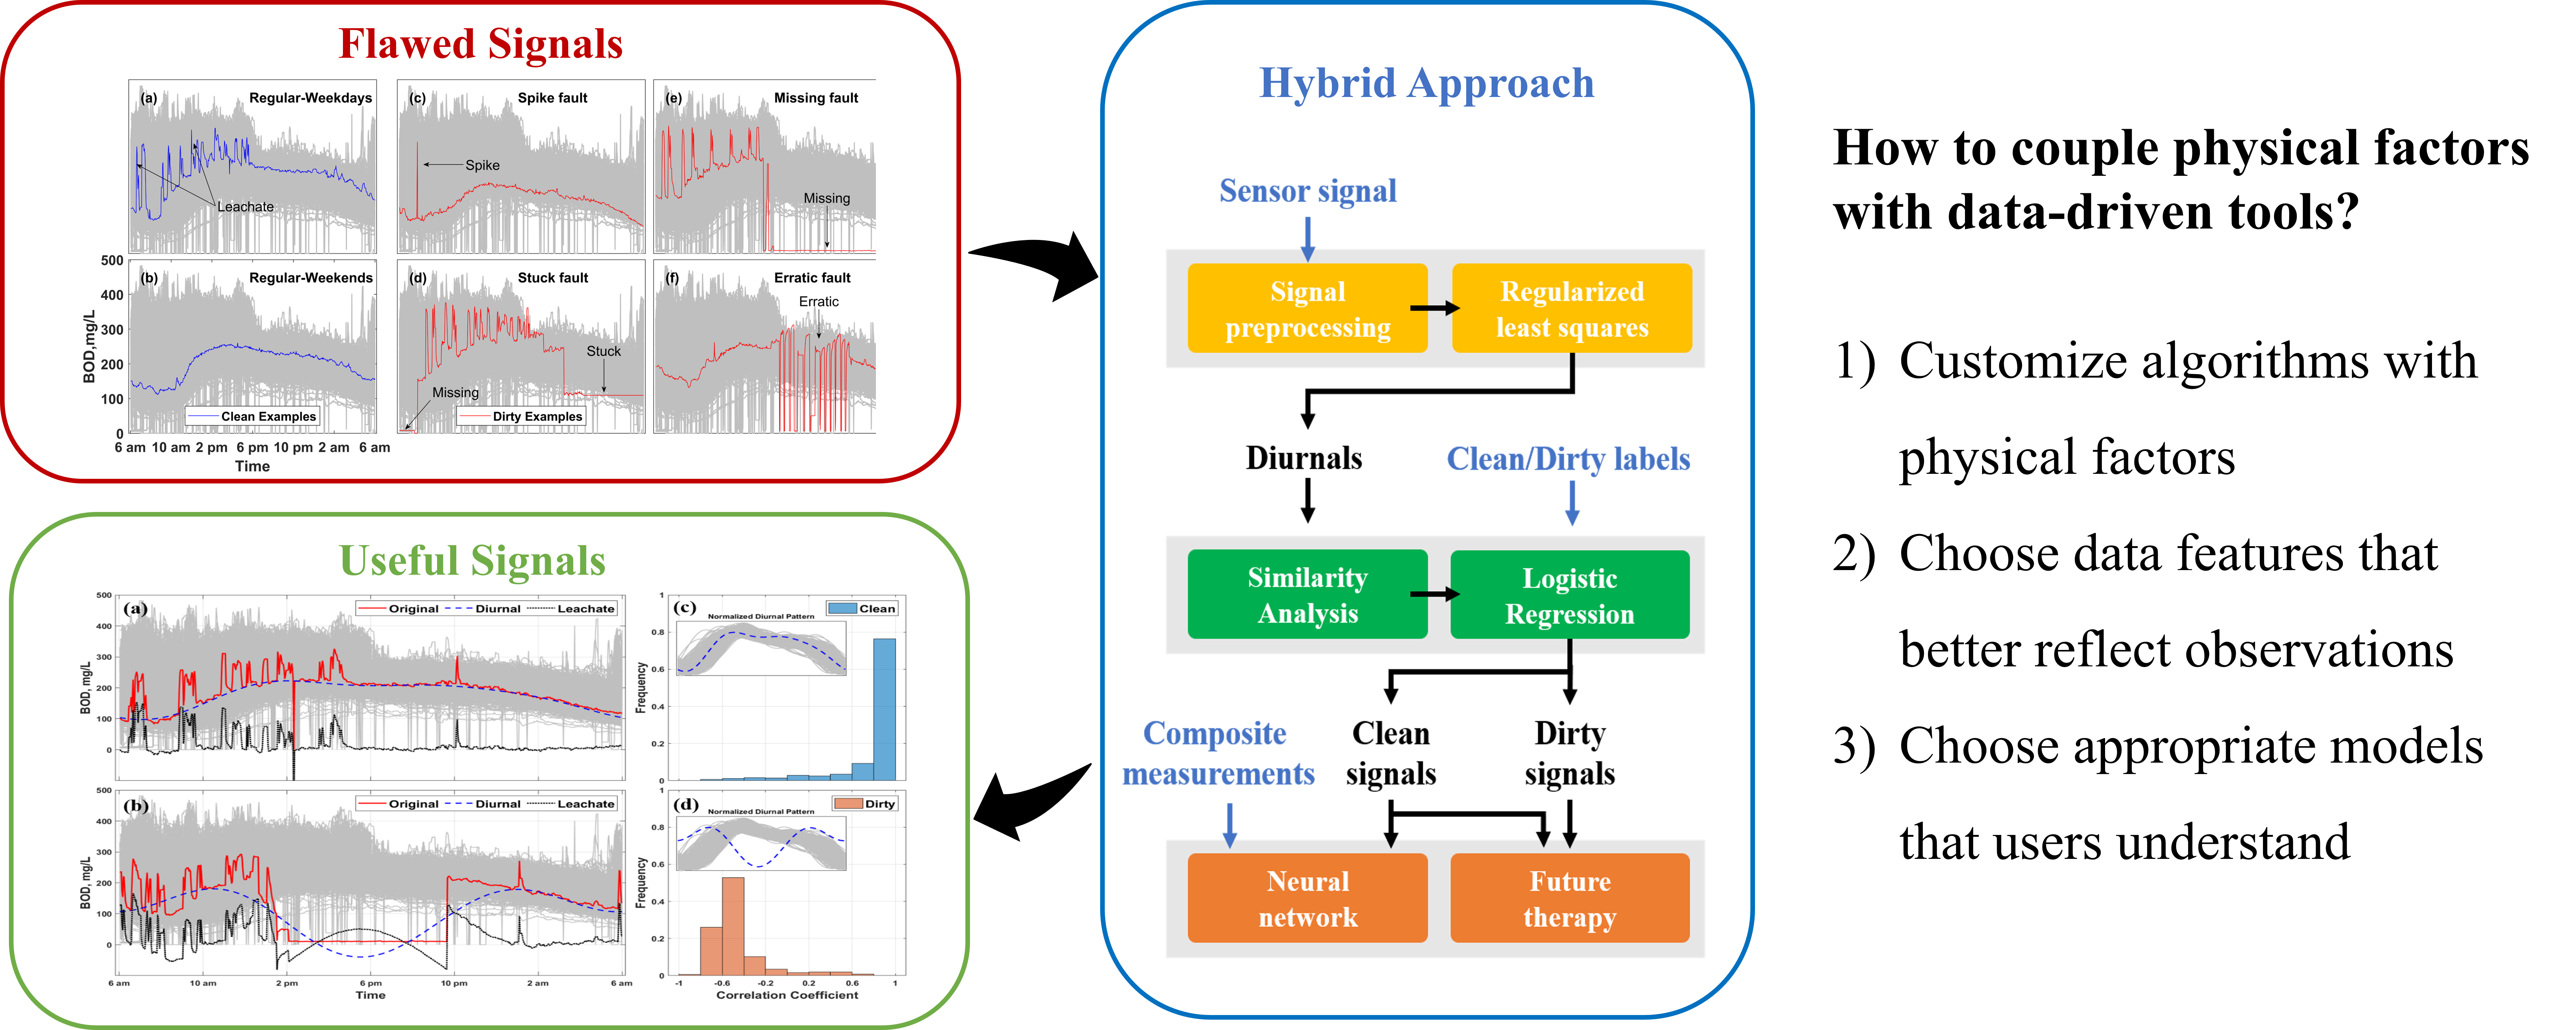 Flawed Signals
(a) Regular-Weekdays
Leachate
(c) Spike fault
Spike
(e) Missing fault
Missing
(b) Regular-Weekends
Clean Examples
(d) Stuck fault
Stuck
Missing
Dirty Examples
(f) Erratic fault
Erratic
500
400
300
200
100
0
BOD,mg/L
6 am 10 am 2 pm 6 pm 10 pm 2 am 6 am
Time
Useful Signals
(a)
Original Diurnal Leachate
500
400
300
200
100
0
BOD, mg/L
(b)
Original Diurnal Leachate
500
400
300
200
100
0
BOD, mg/L
6 am 10 am 2 pm 6 pm 10 pm 2 am 6 am
Time
(c)
Clean
Normalized Diurnal Pattern
1
0.8
0.6
0.4
0.2
0
Frequency
(d)
Dirty
Normalized Diurnal Pattern
1
0.8
0.6
0.4
0.2
0
Frequency
-1 -0.6 -0.2 0.2 0.6 1
Correlation Coefficient
Hybrid Approach
Sensor signal
Signal
preprocessing
Regularized
least squares
Diurnals
Clean/Dirty labels
Similarity
Analysis
Logistic
Regression
Composite
measurements
Clean
signals
Dirty
signals
Neural
network
Future
therapy
How to couple physical factors
with data-driven tools?
1) Customize algorithms with
physical factors
2) Choose data features that
better reflect observations
3) Choose appropriate models
that users understand